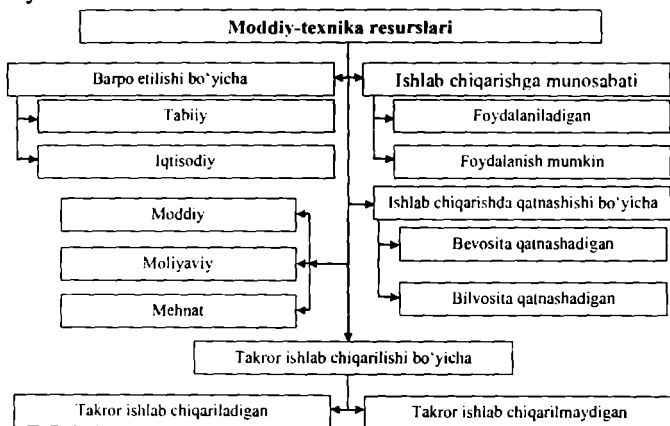 Moddiy-texnika resurslari
Barpo etilishi bo‘yicha
Ishlab chiqarishga munosabati
Tabiiy
Foydalaniladigan
Iqtisodiy
Foydalanish mumkin
Moddiy
Ishlab chiqarishda qatnashishi bo‘yicha
Moliyaviy
Bevosita qatnashadigan
Mehnat
Bilvosita qatnashadigan
Takror ishlab chiqarilishi bo‘yicha
Takror ishlab chiqariladigan
Takror ishlab chiqarilmaydigan